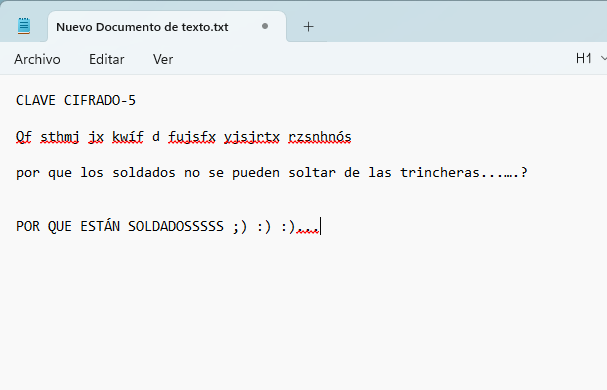 Nuevo Documento de texto.txt
Archivo Editar Ver H1
CLAVE CIFRADO-5
Qf sthmj jx kwíf d fujsfx yjsjrtx rzsnhnós
por que los soldados no se pueden soltar de las trincheras...….?
POR QUE ESTÁN SOLDADOSSSSS ;) :) :)...